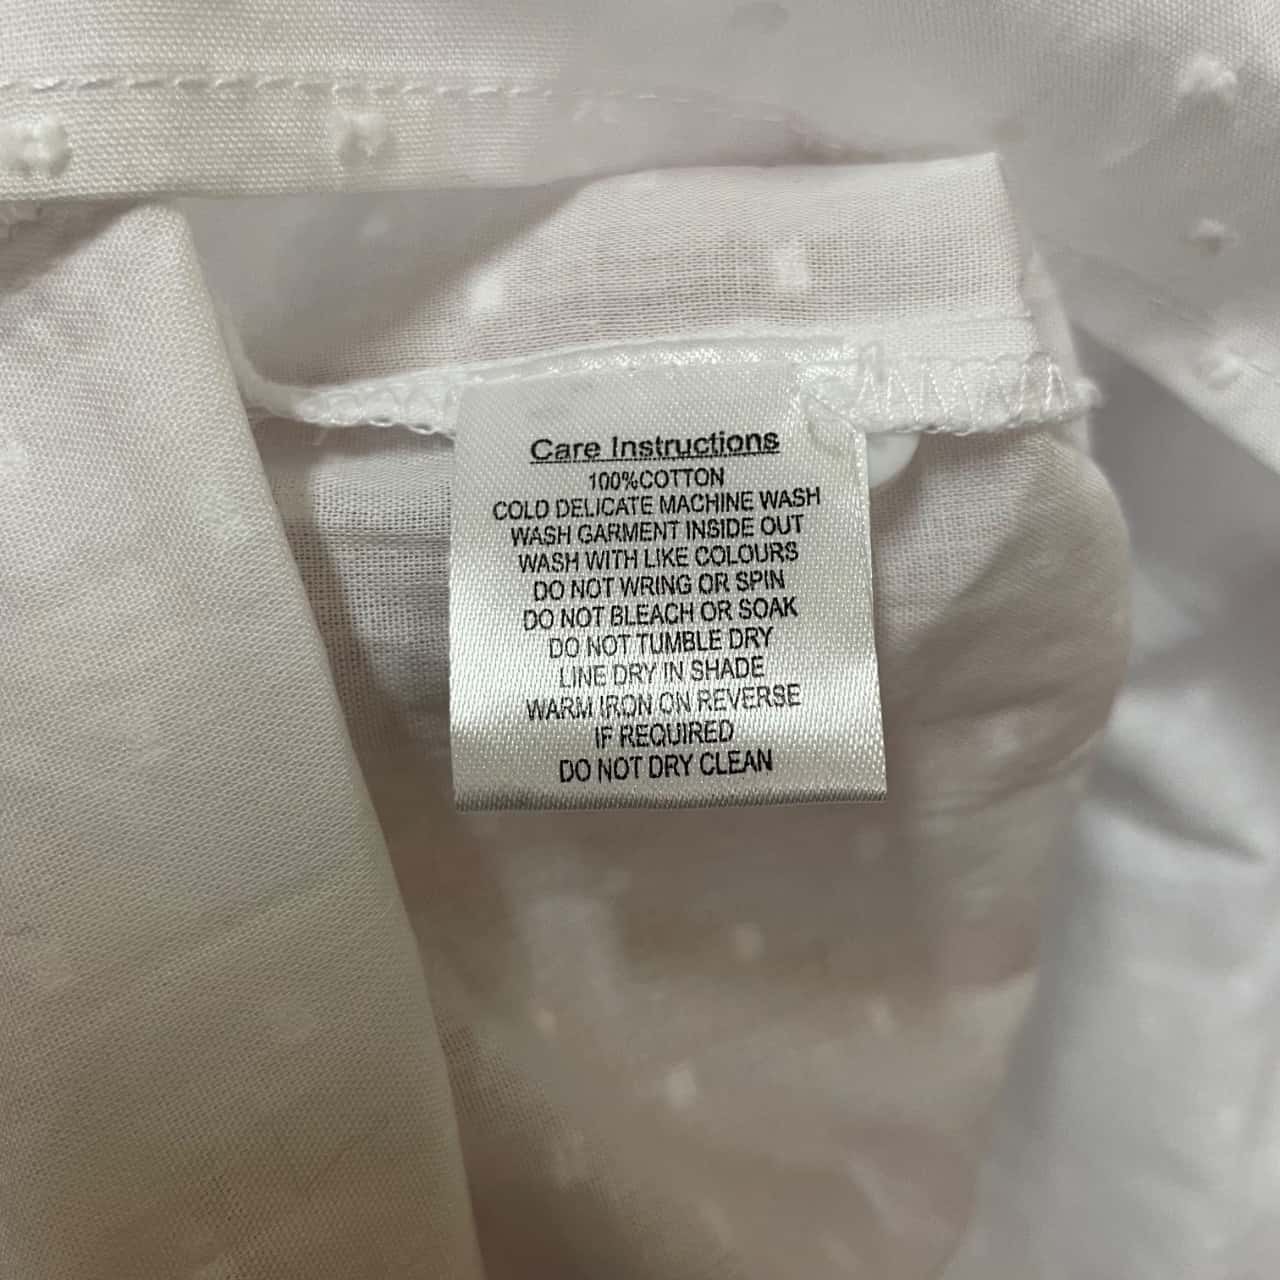 Care Instructions
100%COTTON
COLD DELICATE MACHINE WASH
WASH GARMENT INSIDE OUT
WASH WITH LIKE COLOURS
DO NOT WRING OR SPIN
DO NOT BLEACH OR SOAK
DO NOT TUMBLE DRY
LINE DRY IN SHADE
WARM IRON ON REVERSE
IF REQUIRED
DO NOT DRY CLEAN